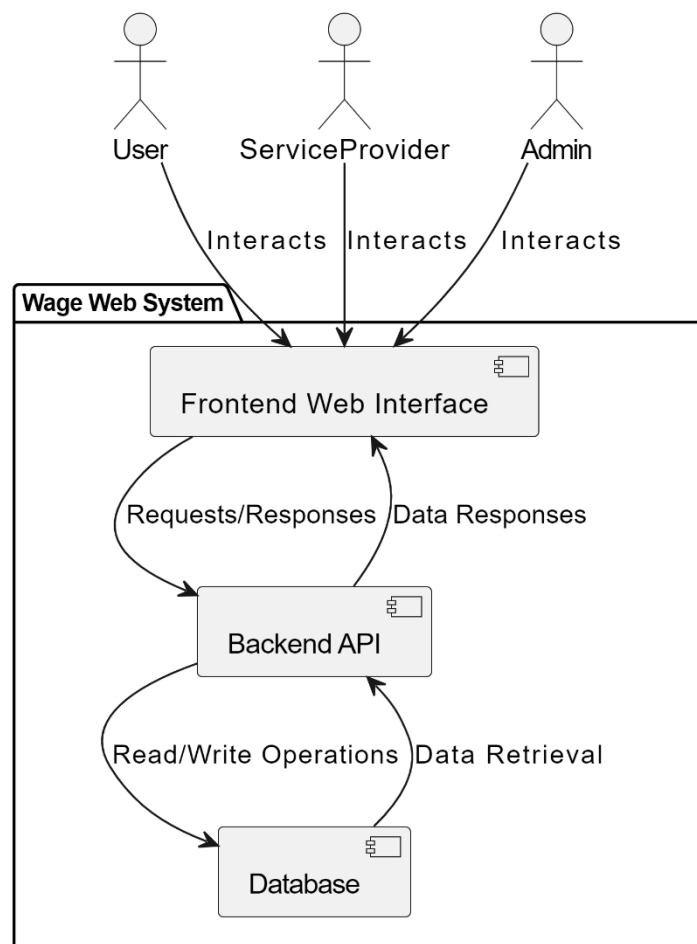 User
ServiceProvider
Admin
Interacts
Interacts
Interacts
Wage Web System
Frontend Web Interface
Requests/Responses
Data Responses
Backend API
Read/Write Operations
Data Retrieval
Database